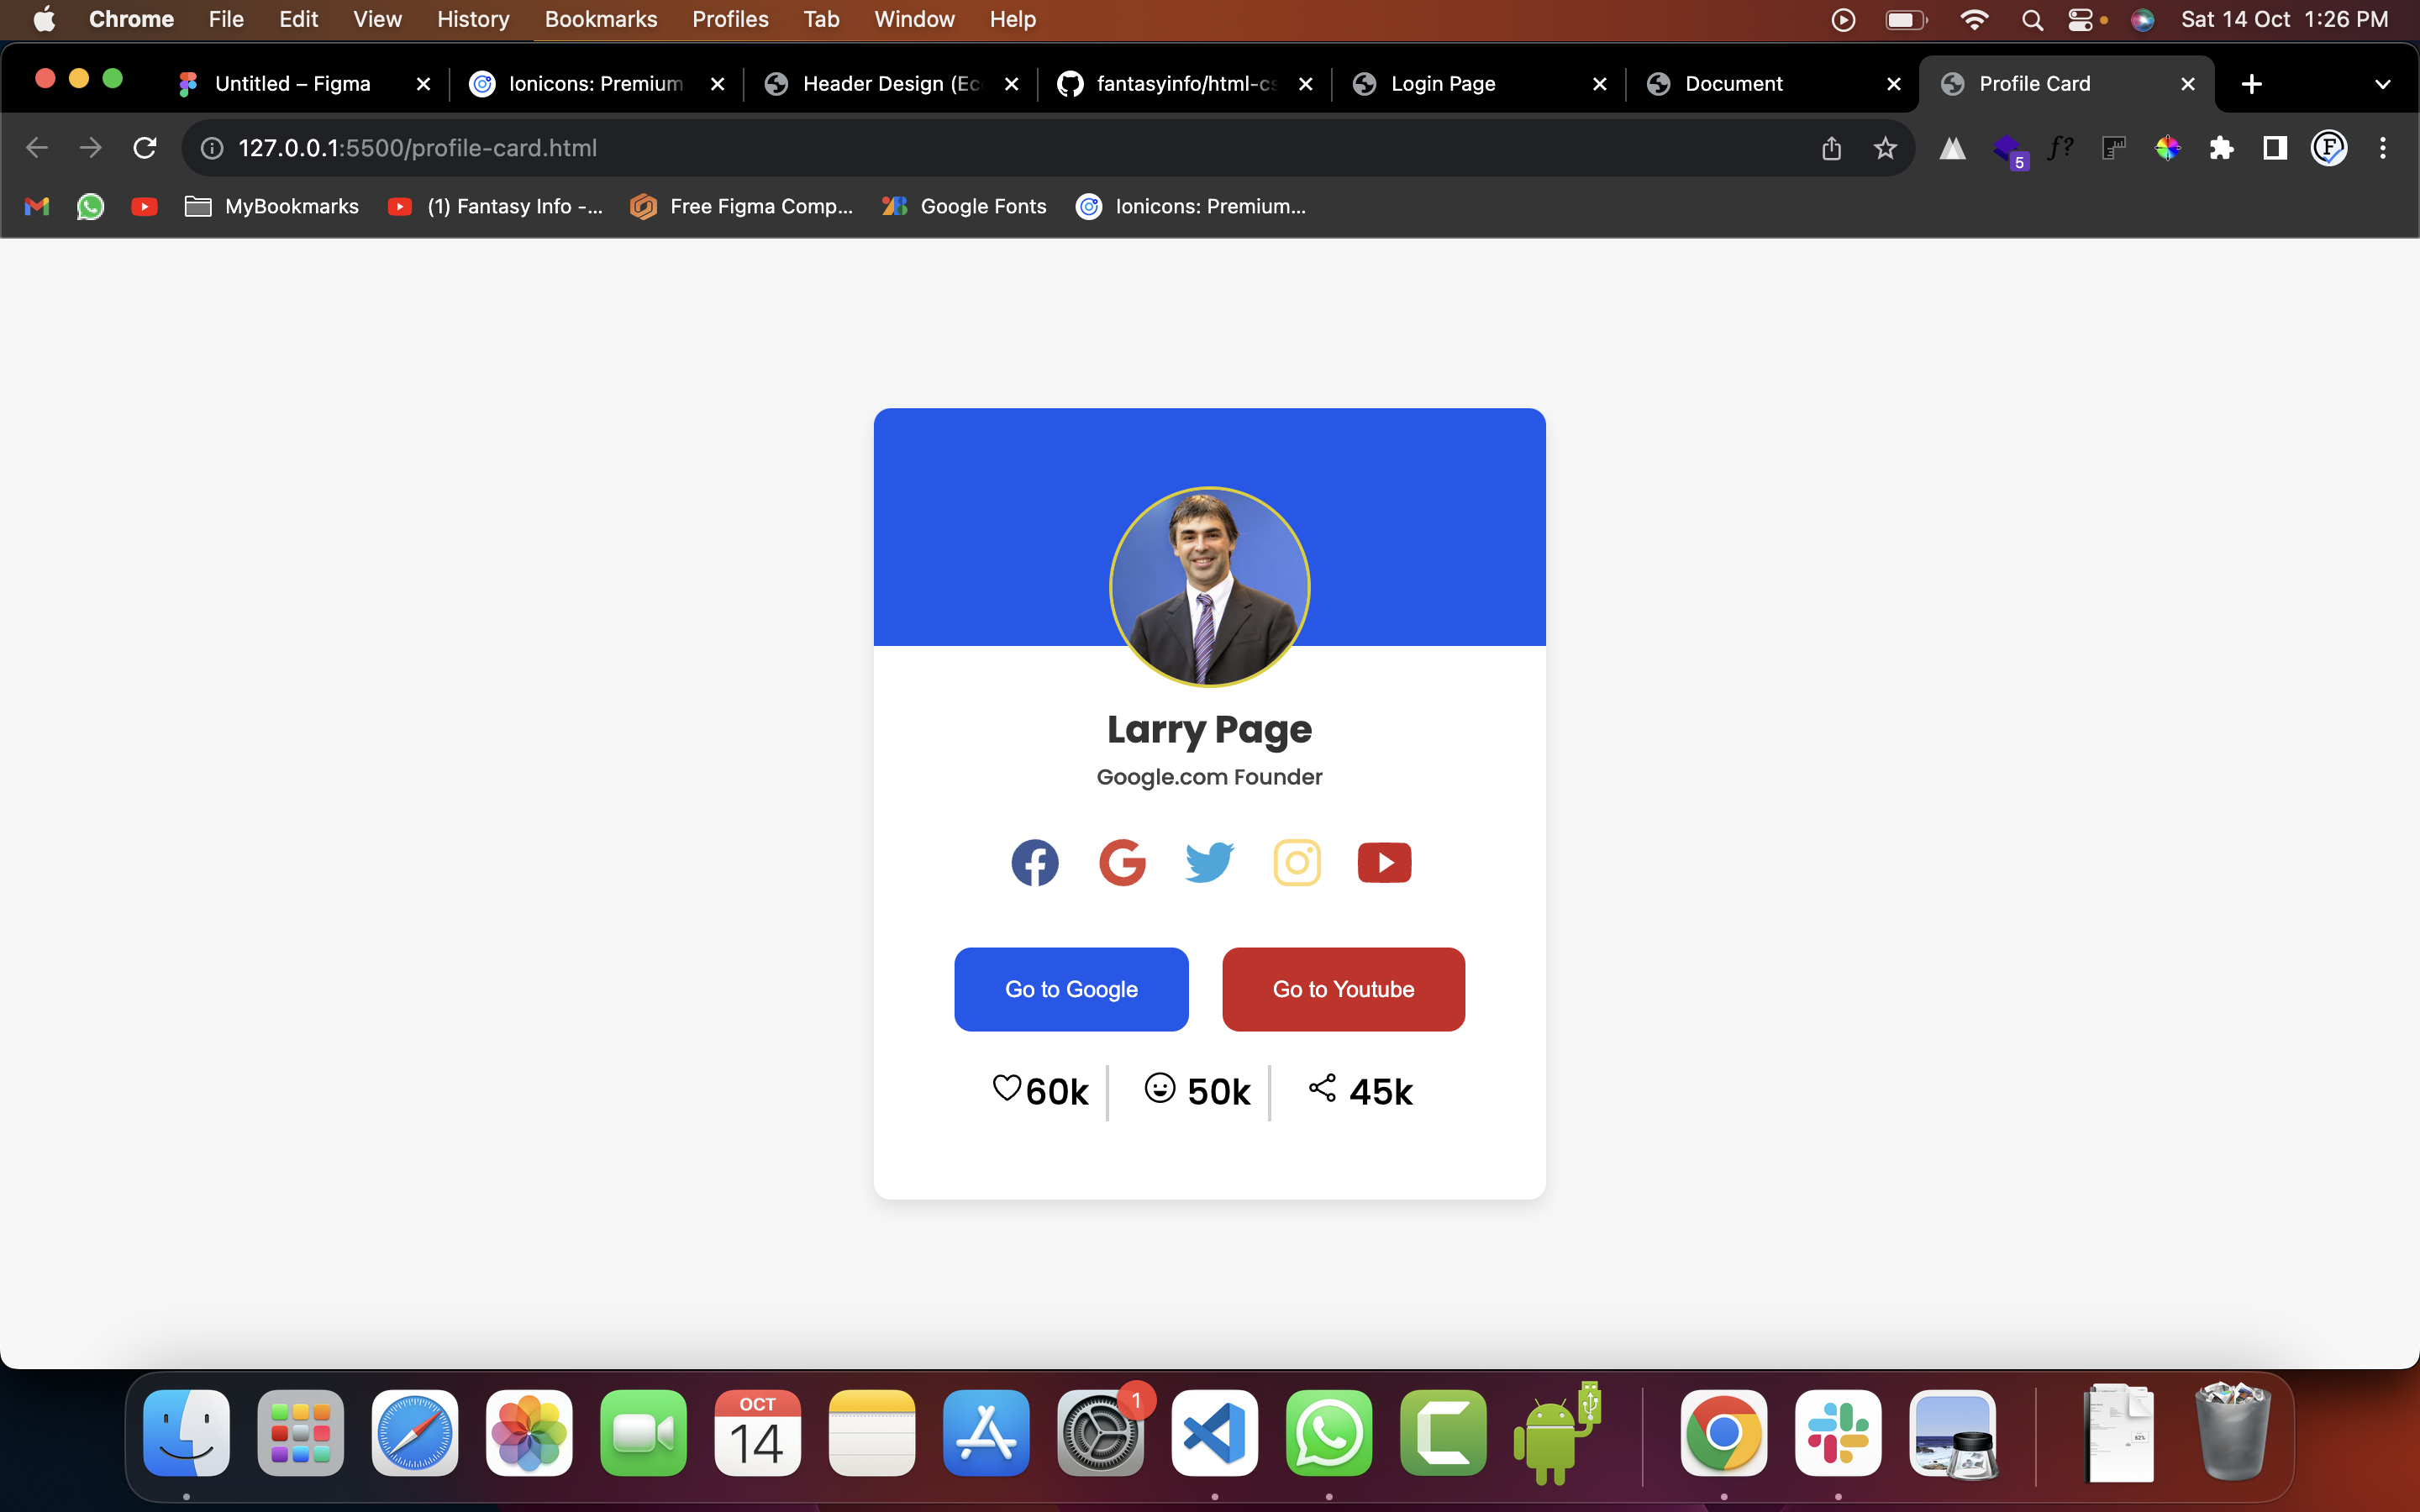 Chrome File Edit View History Bookmarks Profiles Tab Window Help Sat 14 Oct 1:26 PM
Untitled – Figma Ionicons: Premium Header Design (Ec fantasyinfo/html-cs Login Page Document Profile Card
127.0.0.1:5500/profile-card.html
5
MyBookmarks (1) Fantasy Info -... Free Figma Comp... Google Fonts Ionicons: Premium...
Larry Page
Google.com Founder
Go to Google Go to Youtube
60k 50k 45k
OCT
14
1